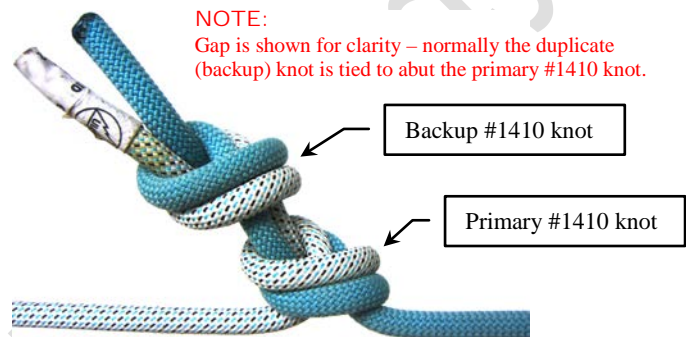 NOTE:
Gap is shown for clarity – normally the duplicate
(backup) knot is tied to abut the primary #1410 knot.
Backup #1410 knot
Primary #1410 knot